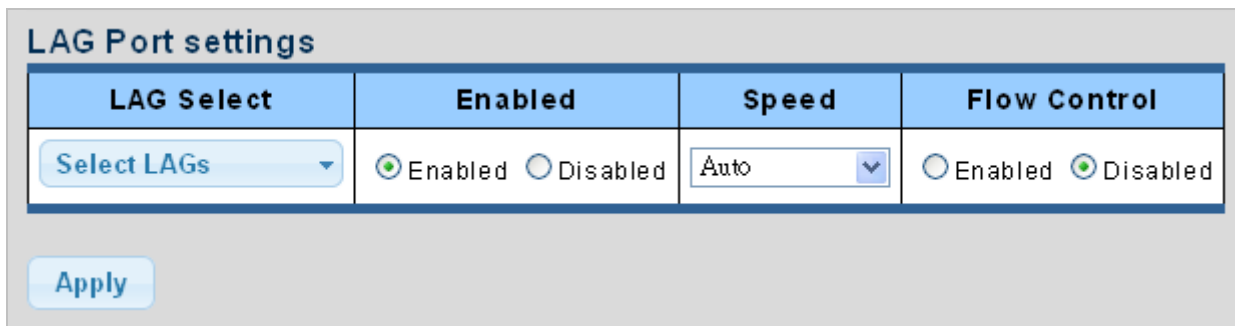 LAG Port settings
LAG Select Enabled Speed Flow Control
Select LAGs Enabled Disabled Auto Enabled Disabled
Apply